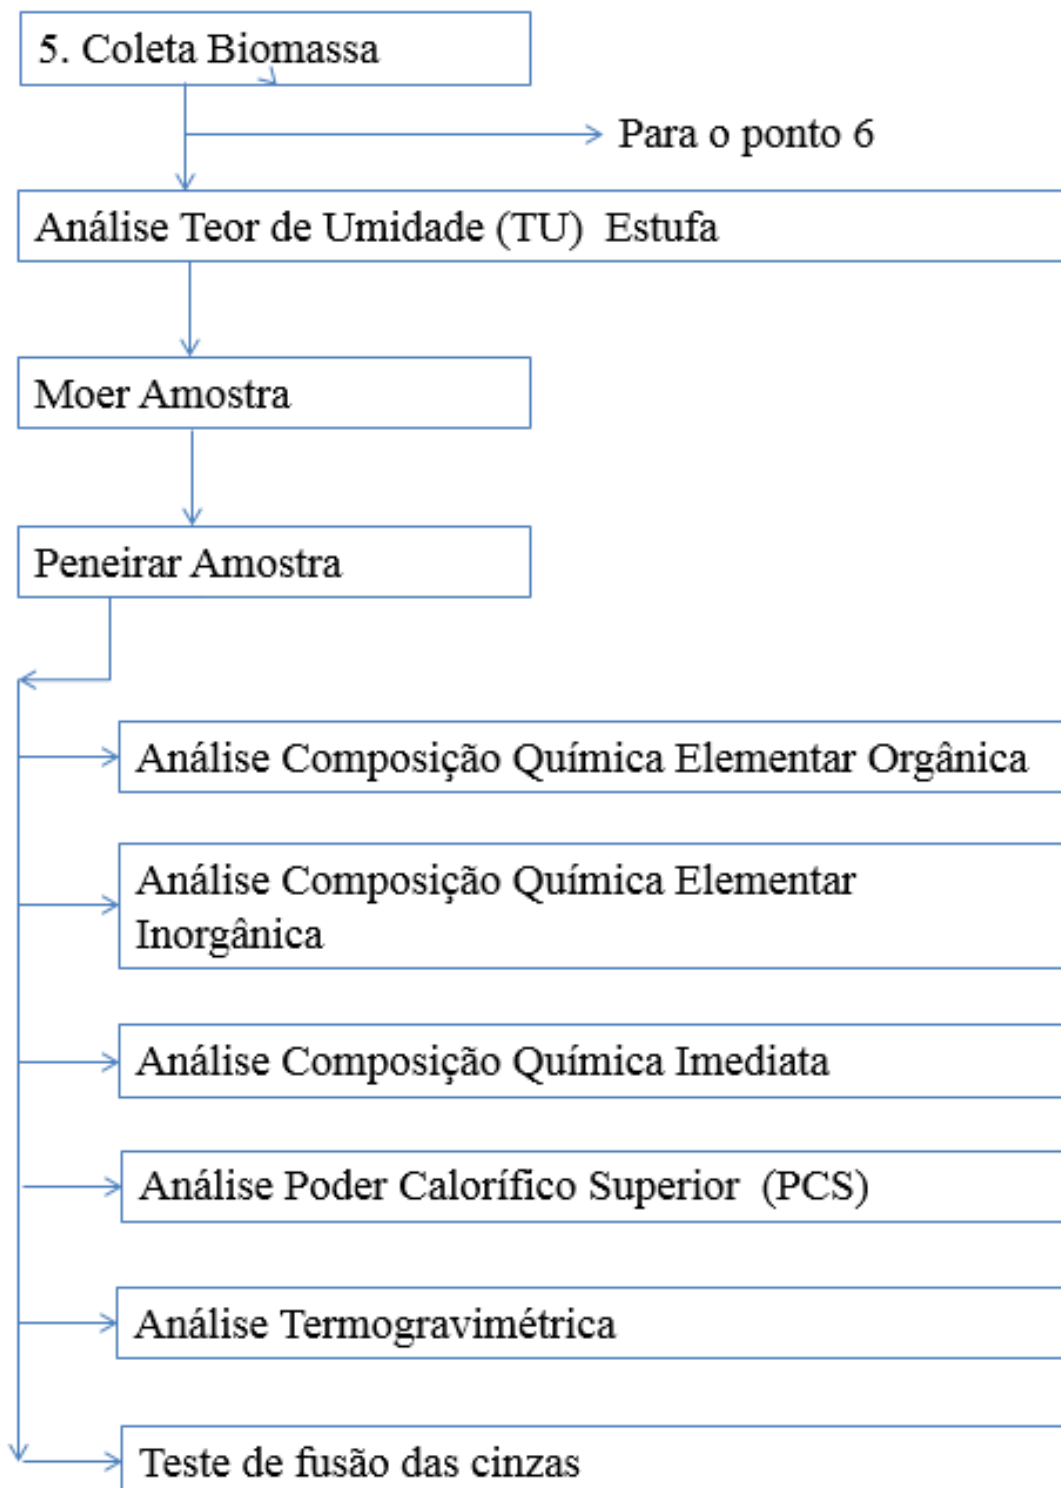 5. Coleta Biomassa
Para o ponto 6
Análise Teor de Umidade (TU)  Estufa
Moer Amostra
Peneirar Amostra
Análise Composição Química Elementar Orgânica
Análise Composição Química Elementar
Inorgânica
Análise Composição Química Imediata
Análise Poder Calorífico Superior  (PCS)
Análise Termogravimétrica
Teste de fusão das cinzas